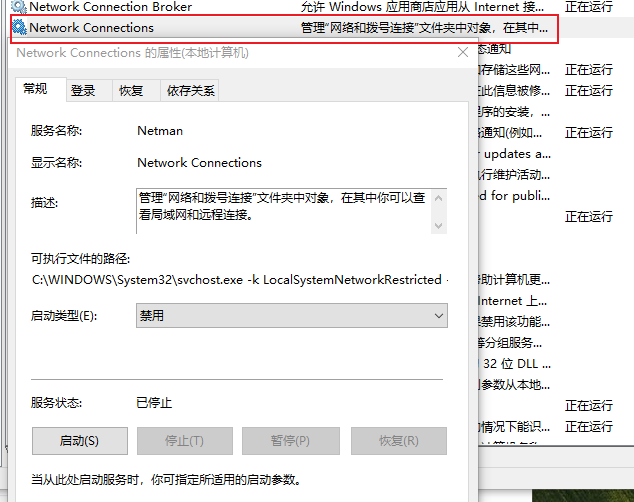 Network Connection Broker 允许 Windows 应用商店应用从 Internet 接...
Network Connections 管理“网络和拨号连接”文件夹中对象，在其中...
Network Connections 的属性(本地计算机)
态通知
和存储这些网... 正在运行
常规 登录 恢复 依存关系
止此信息被修... 正在运行
程序的安装，...
服务名称: Netman
络通知(例如... 正在运行
显示名称: Network Connections
r updates a...
执行维护活动...
描述: 管理“网络和拨号连接”文件夹中对象，在其中你可以查看局域网和远程连接。
ed for publi...
正在运行
可执行文件的路径:
C:\WINDOWS\System32\svchost.exe -k LocalSystemNetworkRestricted -
帮助计算机更...
Internet 上...
启动类型(E): 禁用
果禁用该功能...
等分组服务...
32 位 DLL ...
到参数从本地...
服务状态: 已停止
正在运行
的情况下能识... 正在运行
启动(S) 停止(T) 暂停(P) 恢复(R)
当从此处启动服务时，你可指定所适用的启动参数。